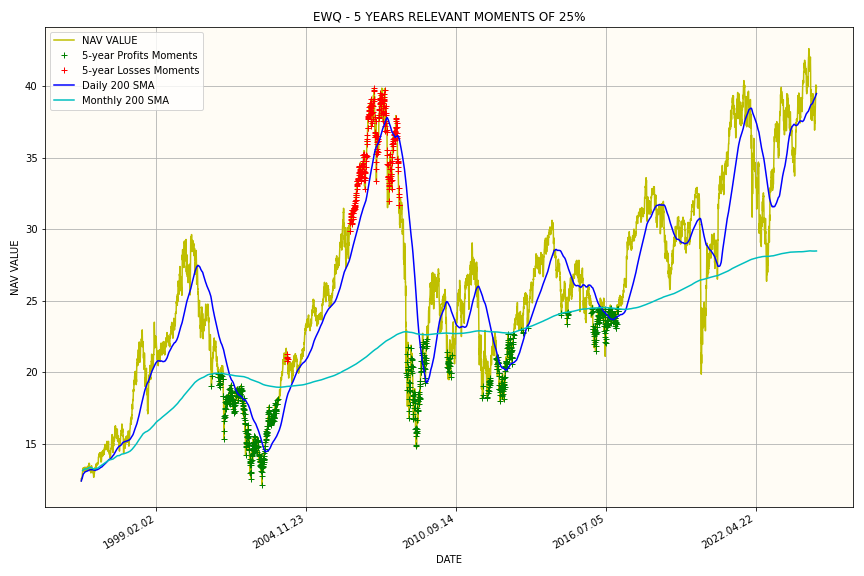 EWQ - 5 YEARS RELEVANT MOMENTS OF 25%
NAV VALUE
5-year Profits Moments
5-year Losses Moments
Daily 200 SMA
Monthly 200 SMA
NAV VALUE
40
35
30
25
20
15
1999.02.02
2004.11.23
2010.09.14
2016.07.05
2022.04.22
DATE